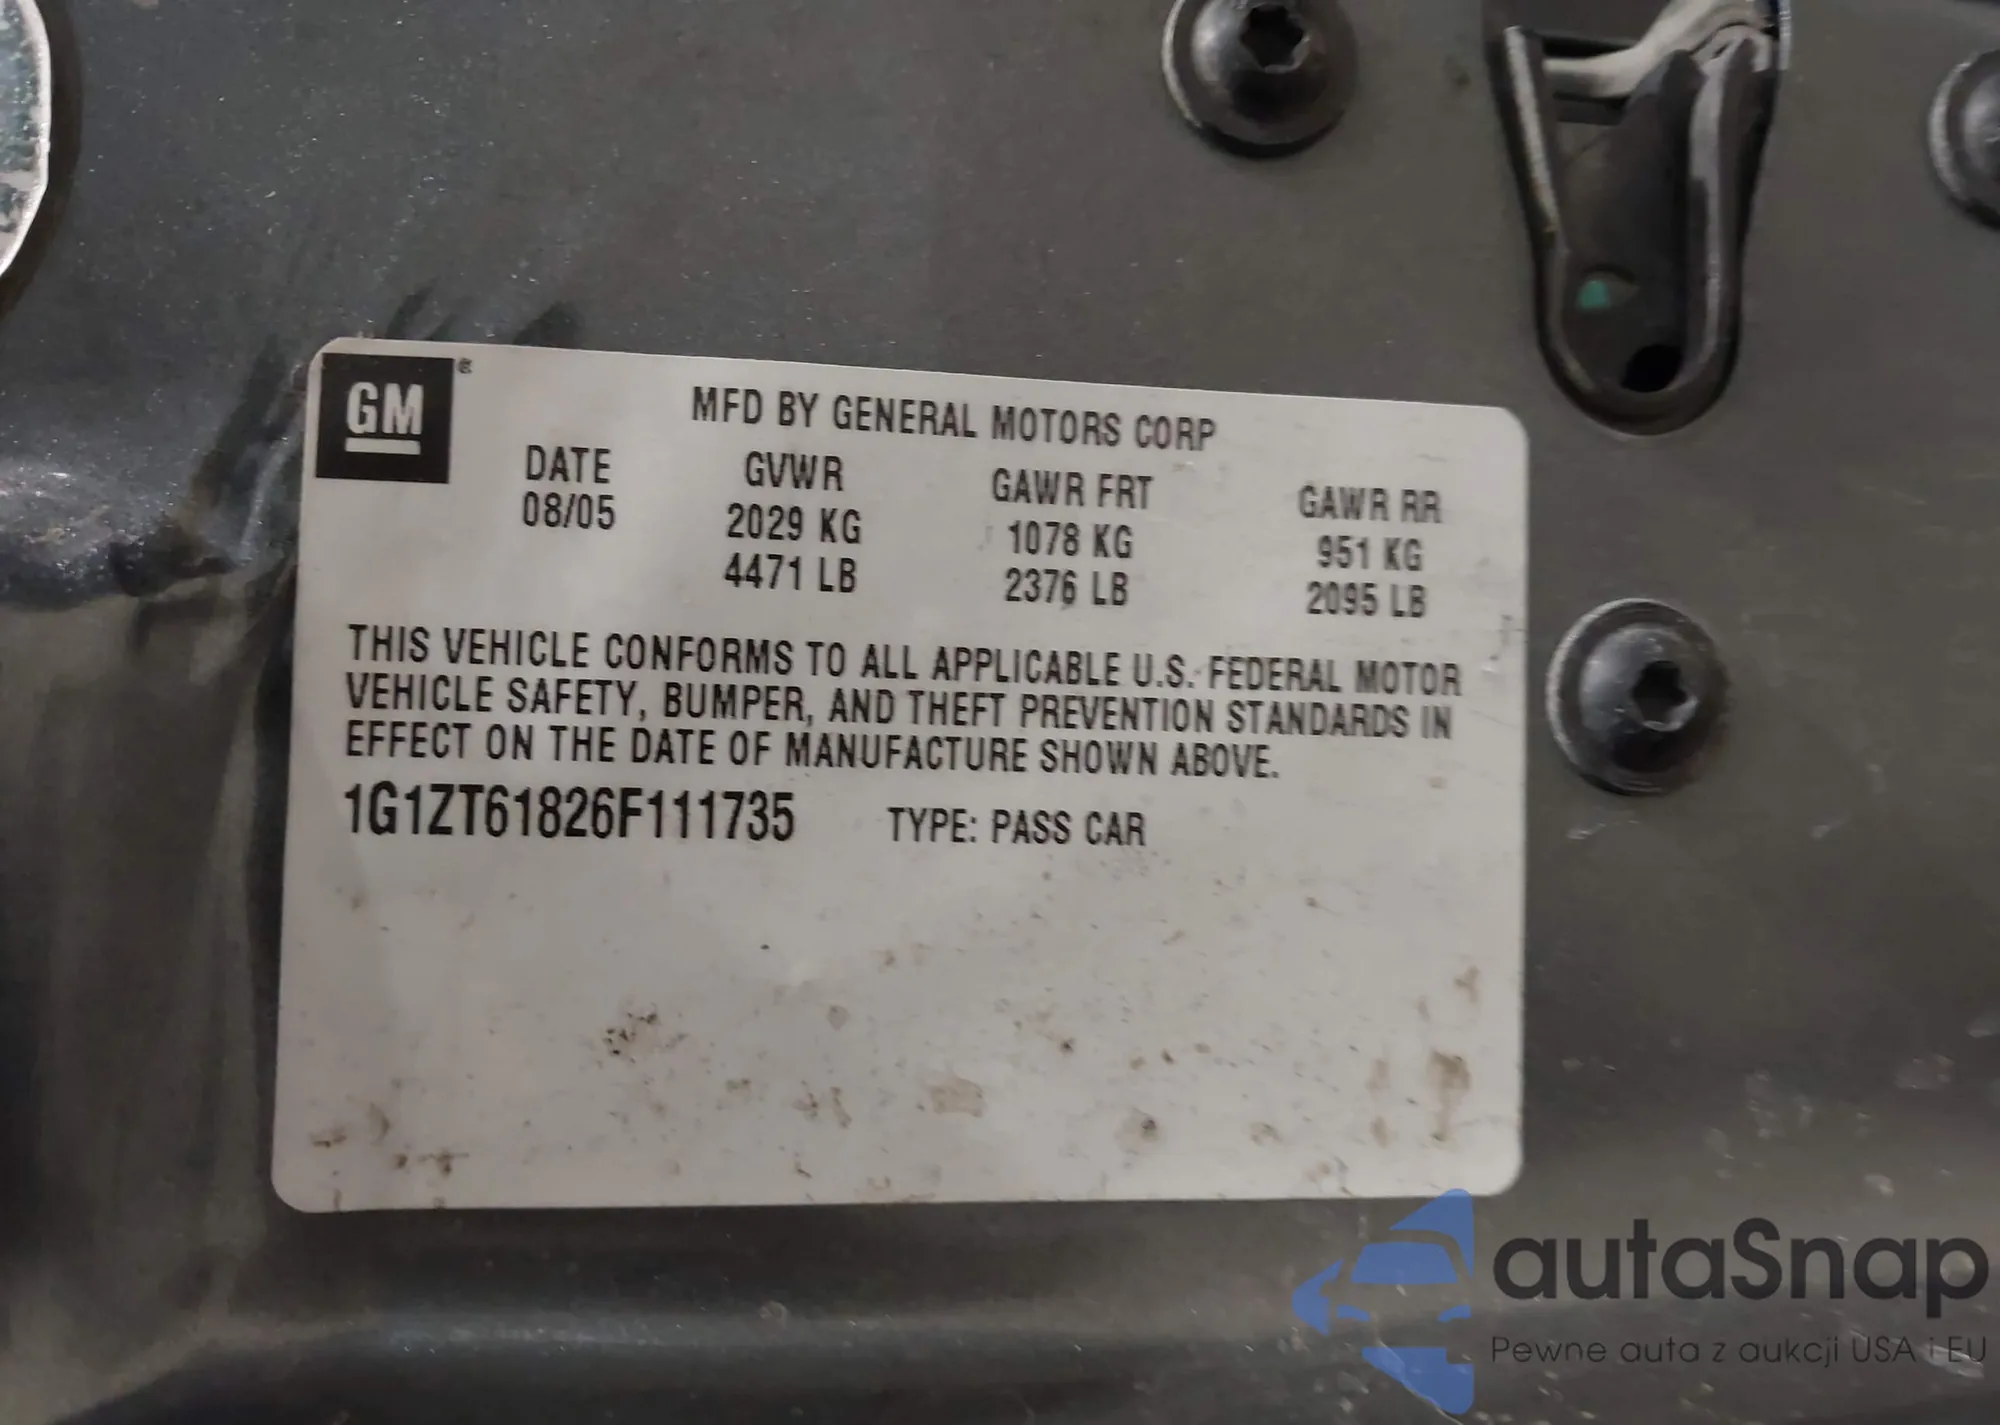 GM
MFD BY GENERAL MOTORS CORP
DATE GVWR GAWR FRT GAWR RR
08/05 2029 KG 1078 KG 951 KG
4471 LB 2376 LB 2095 LB
THIS VEHICLE CONFORMS TO ALL APPLICABLE U.S. FEDERAL MOTOR
VEHICLE SAFETY, BUMPER, AND THEFT PREVENTION STANDARDS IN
EFFECT ON THE DATE OF MANUFACTURE SHOWN ABOVE.
1G1ZT61826F111735 TYPE: PASS CAR
autaSnap
Pewne auta z aukcji USA i EU